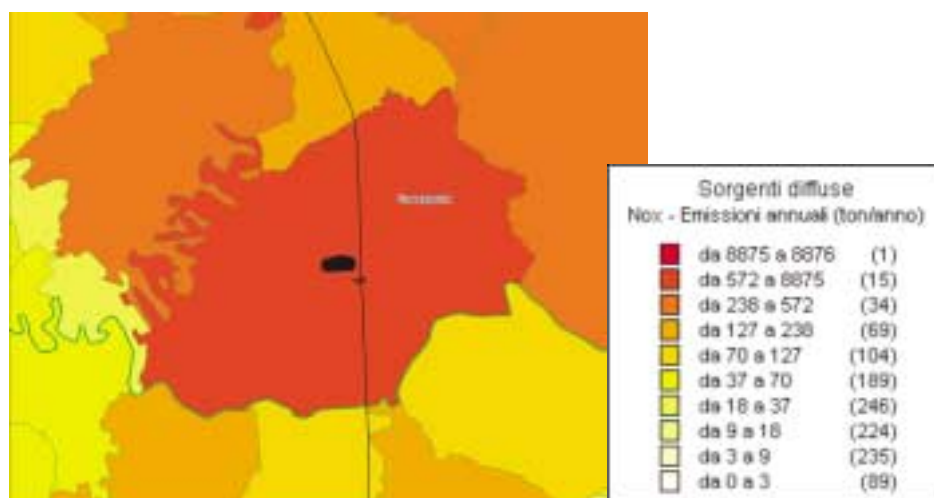 Sorgenti diffuse
Nox - Emissioni annuali (ton/anno)
da 8875 a 8876 (1)
da 572 a 8875 (15)
da 238 a 572 (34)
da 127 a 238 (69)
da 70 a 127 (104)
da 37 a 70 (189)
da 18 a 37 (246)
da 9 a 18 (224)
da 3 a 9 (235)
da 0 a 3 (89)